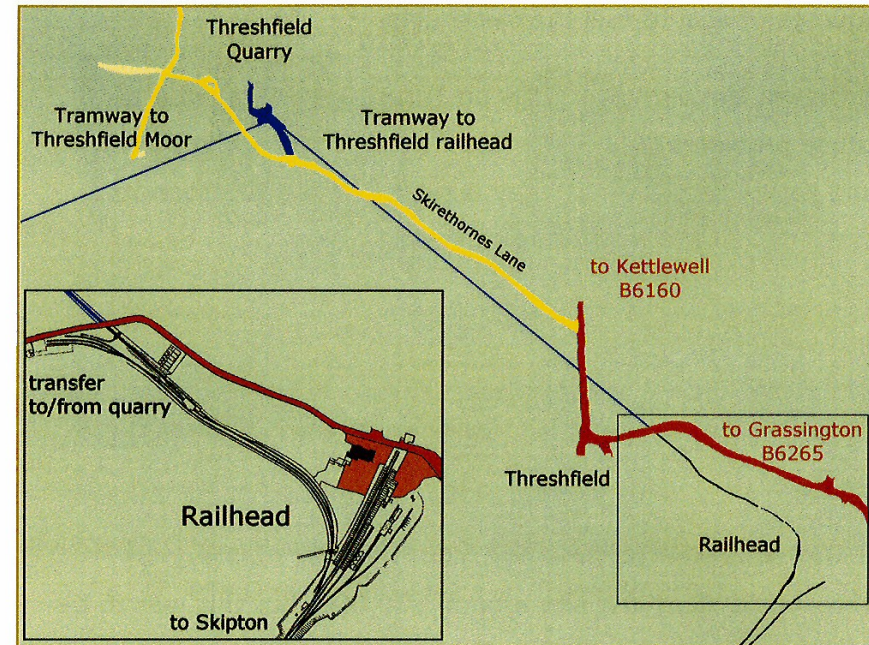 Threshfield
Quarry
Tramway to
Threshfield Moor
Tramway to
Threshfield railhead
Skirethornes Lane
to Kettlewell
B6160
to Grassington
B6265
Threshfield
Railhead
transfer
to/from quarry
Railhead
to Skipton